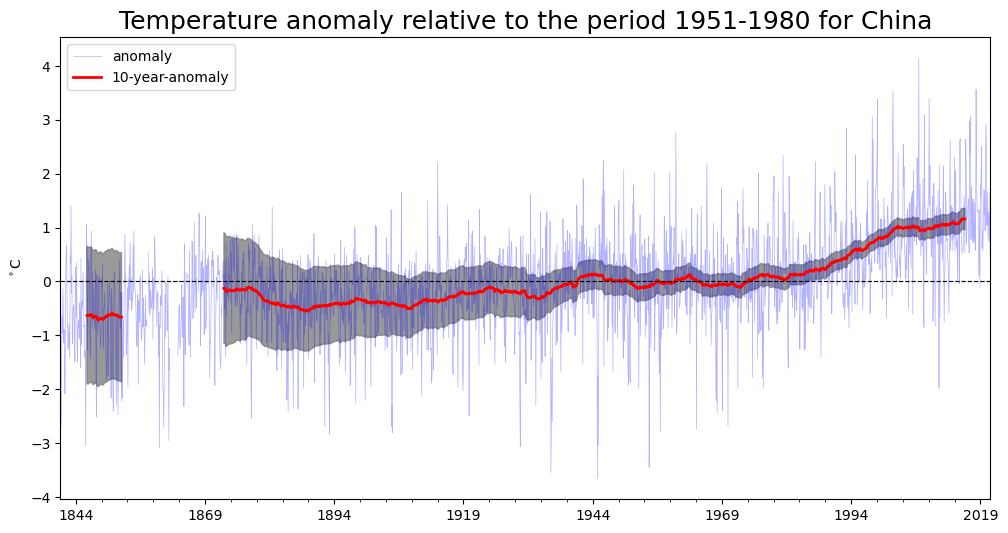 Temperature anomaly relative to the period 1951-1980 for China
anomaly
10-year-anomaly
°C
4
3
2
1
0
−1
−2
−3
−4
1844 1869 1894 1919 1944 1969 1994 2019